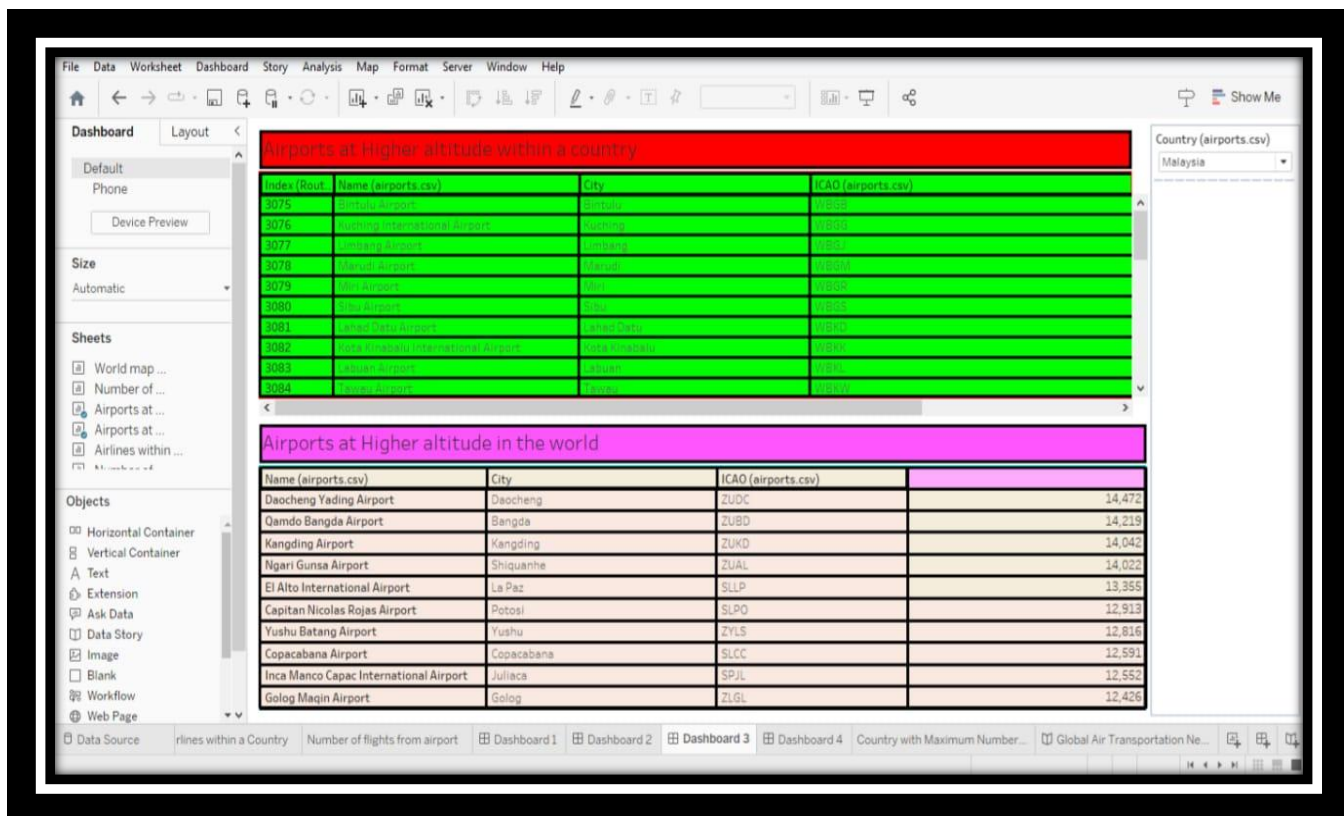 File Data Worksheet Dashboard Story Analysis Map Format Server Window Help
Show Me
Dashboard Layout
Default
Phone
Device Preview
Size
Automatic
Sheets
World map ...
Number of ...
Airports at ...
Airports at ...
Airlines within ...
Objects
Horizontal Container
Vertical Container
Text
Extension
Ask Data
Data Story
Image
Blank
Workflow
Web Page
Airports at Higher altitude within a country
Index (Rout.. Name (airports.csv) City ICAO (airports.csv)
3075 Bintulu Airport Bintulu WBGB
3076 Kuching International Airport Kuching WBGG
3077 Limbang Airport Limbang WBGJ
3078 Marudi Airport Marudi WBGM
3079 Miri Airport Miri WBGR
3080 Sibu Airport Sibu WBGS
3081 Lahad Datu Airport Lahad Datu WBKD
3082 Kota Kinabalu International Airport Kota Kinabalu WBKK
3083 Labuan Airport Labuan WBKL
3084 Tawau Airport Tawau WBKW
Airports at Higher altitude in the world
Name (airports.csv) City ICAO (airports.csv)
Daocheng Yading Airport Daocheng ZUDC 14,472
Qamdo Bangda Airport Bangda ZUBD 14,219
Kangding Airport Kangding ZUKD 14,042
Ngari Gunsa Airport Shiquanhe ZUAL 14,022
El Alto International Airport La Paz SLLP 13,355
Capitan Nicolas Rojas Airport Potosi SLPO 12,913
Yushu Batang Airport Yushu ZYLS 12,816
Copacabana Airport Copacabana SLCC 12,591
Inca Manco Capac International Airport Juliaca SPJL 12,552
Golog Maqin Airport Golog ZLGL 12,426
Country (airports.csv)
Malaysia
Data Source rlines within a Country Number of flights from airport Dashboard 1 Dashboard 2 Dashboard 3 Dashboard 4 Country with Maximum Number... Global Air Transportation Ne...